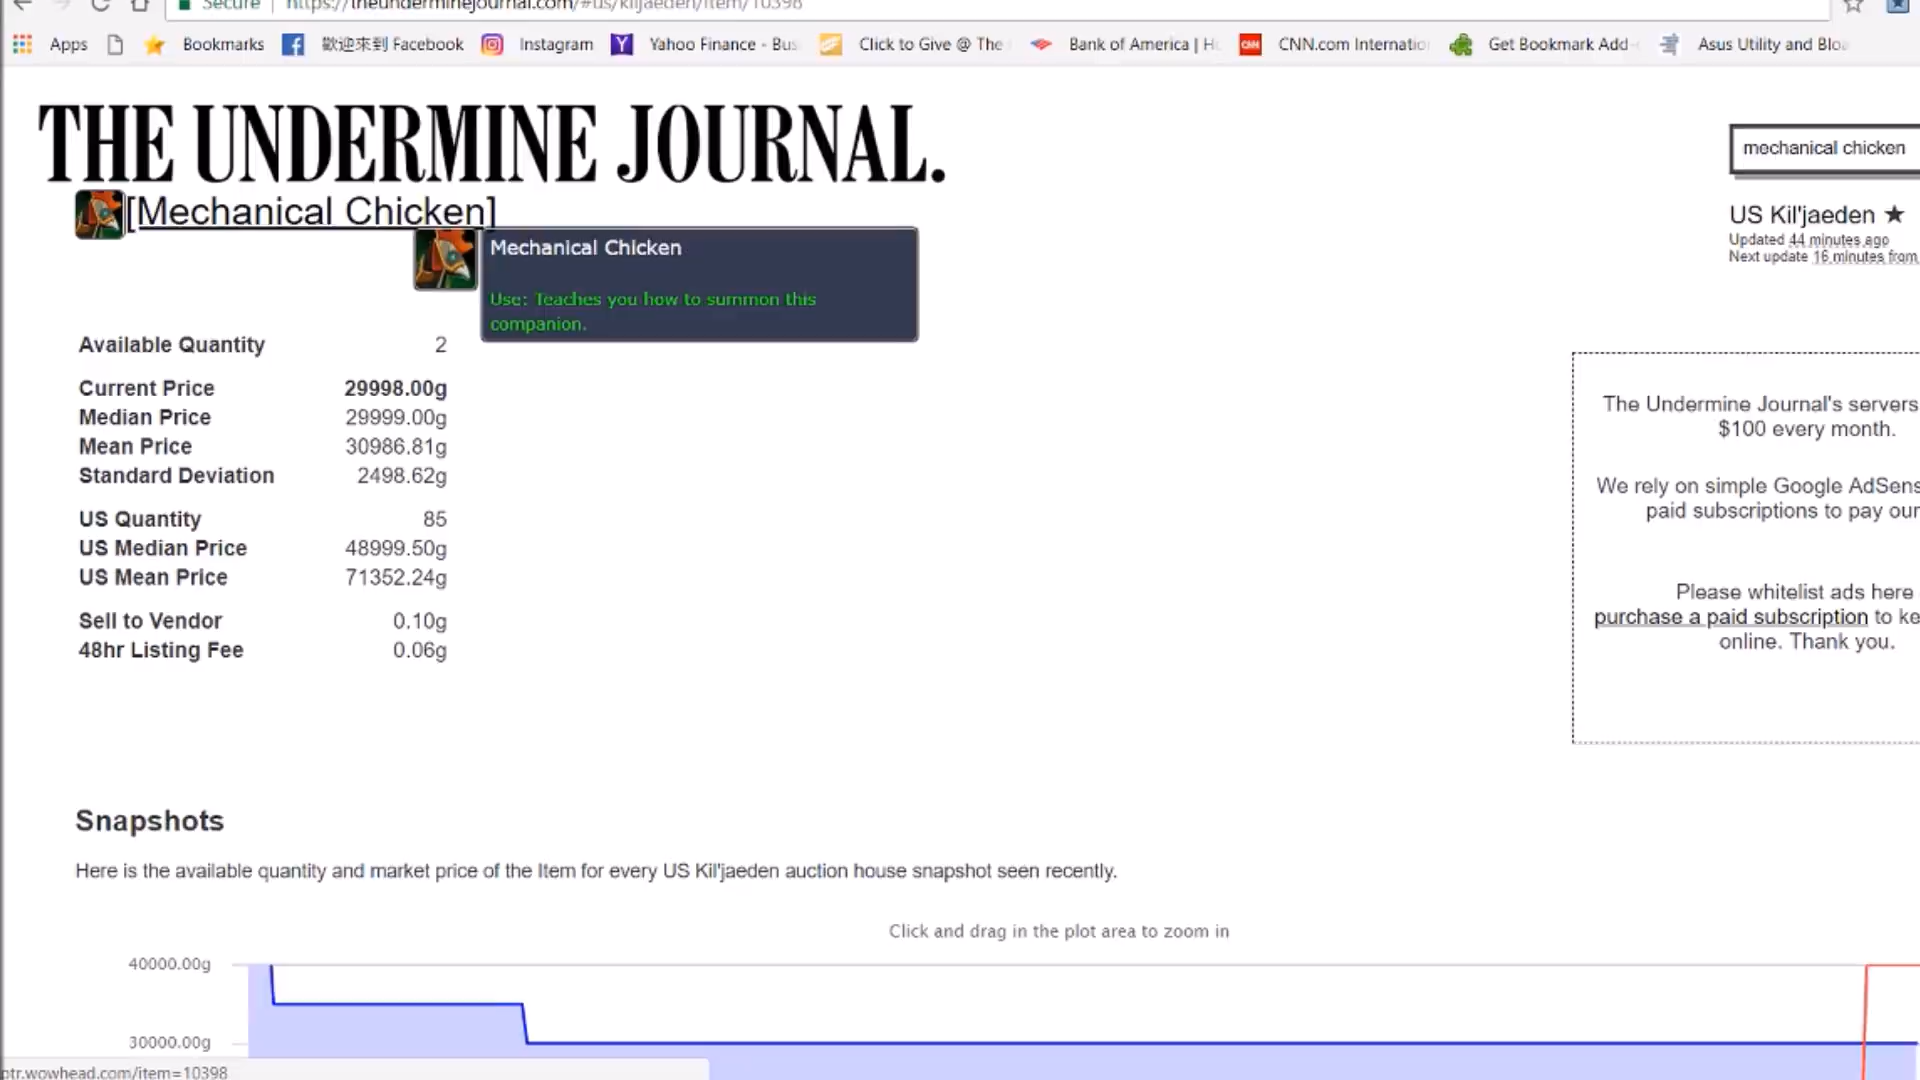 Secure https://theunderminejournal.com/#us/kiljaeden/item/10398
Apps Bookmarks 歡迎來到 Facebook Instagram Yahoo Finance - Bus Click to Give @ The Bank of America | H CNN.com Internatio Get Bookmark Add- Asus Utility and Bloa
THE UNDERMINE JOURNAL.
mechanical chicken
[Mechanical Chicken]
US Kil'jaeden ★
Updated 44 minutes ago
Next update 16 minutes from
Mechanical Chicken
Use: Teaches you how to summon this
companion.
Available Quantity 2
Current Price 29998.00g
Median Price 29999.00g
Mean Price 30986.81g
Standard Deviation 2498.62g
US Quantity 85
US Median Price 48999.50g
US Mean Price 71352.24g
Sell to Vendor 0.10g
48hr Listing Fee 0.06g
The Undermine Journal's servers
$100 every month.
We rely on simple Google AdSens
paid subscriptions to pay our
Please whitelist ads here
purchase a paid subscription to ke
online. Thank you.
Snapshots
Here is the available quantity and market price of the Item for every US Kil'jaeden auction house snapshot seen recently.
Click and drag in the plot area to zoom in
40000.00g
30000.00g
ptr.wowhead.com/item=10398